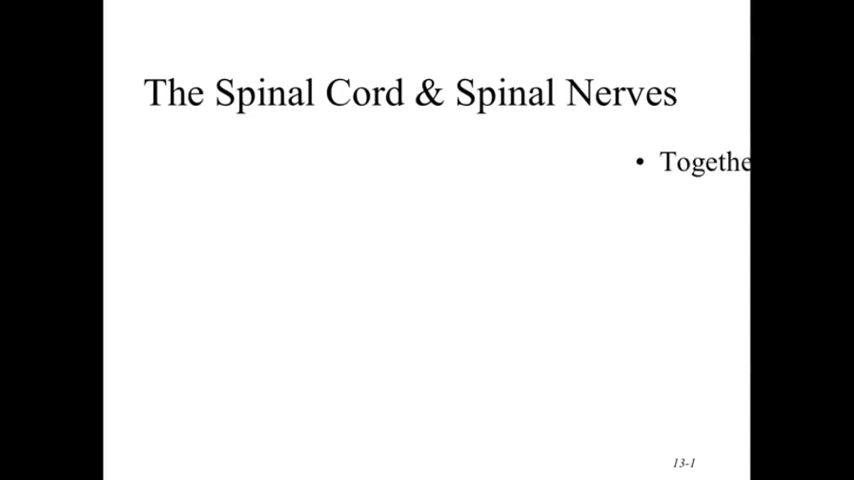 The Spinal Cord & Spinal Nerves
• Togethe
13-1